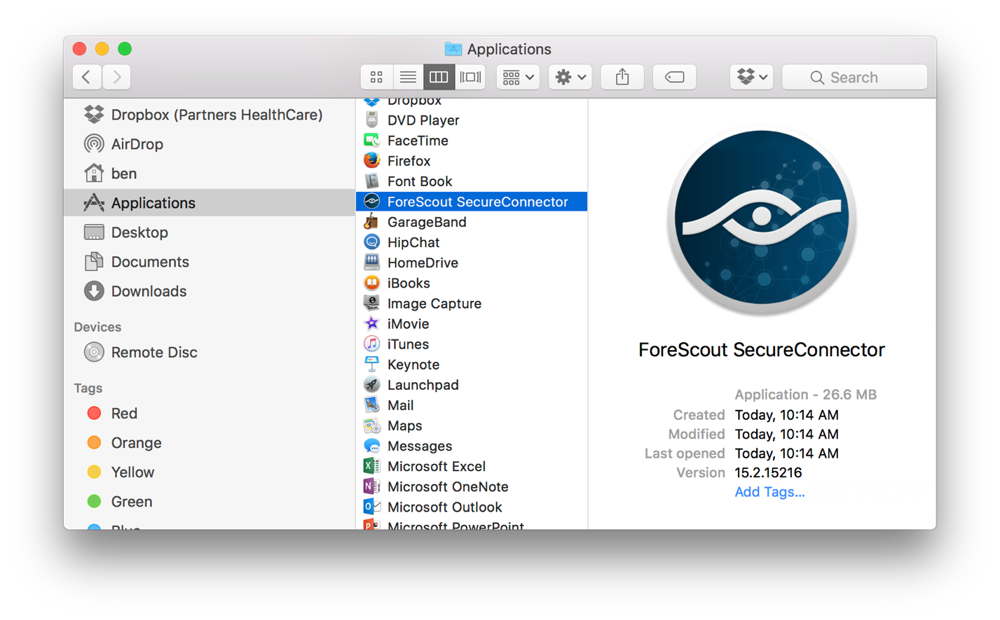 Applications
Search
Dropbox (Partners HealthCare)
AirDrop
ben
Applications
Desktop
Documents
Downloads
Devices
Remote Disc
Tags
Red
Orange
Yellow
Green
Blue
Dropbox
DVD Player
FaceTime
Firefox
Font Book
ForeScout SecureConnector
GarageBand
HipChat
HomeDrive
iBooks
Image Capture
iMovie
iTunes
Keynote
Launchpad
Mail
Maps
Messages
Microsoft Excel
Microsoft OneNote
Microsoft Outlook
Microsoft PowerPoint
ForeScout SecureConnector
Application - 26.6 MB
Created Today, 10:14 AM
Modified Today, 10:14 AM
Last opened Today, 10:14 AM
Version 15.2.15216
Add Tags...